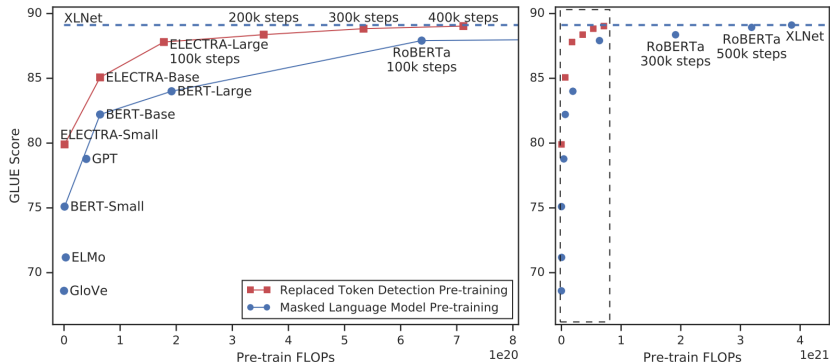 XLNet
200k steps
300k steps
400k steps
ELECTRA-Large
100k steps
RoBERTa
100k steps
ELECTRA-Base
BERT-Large
BERT-Base
ELECTRA-Small
GPT
BERT-Small
ELMo
GloVe
Replaced Token Detection Pre-training
Masked Language Model Pre-training
GLUE Score
90
85
80
75
70
0 1 2 3 4 5 6 7 8
Pre-train FLOPs
1e20
90
85
80
75
70
RoBERTa
300k steps
RoBERTa
500k steps
XLNet
0 1 2 3 4
Pre-train FLOPs
1e21